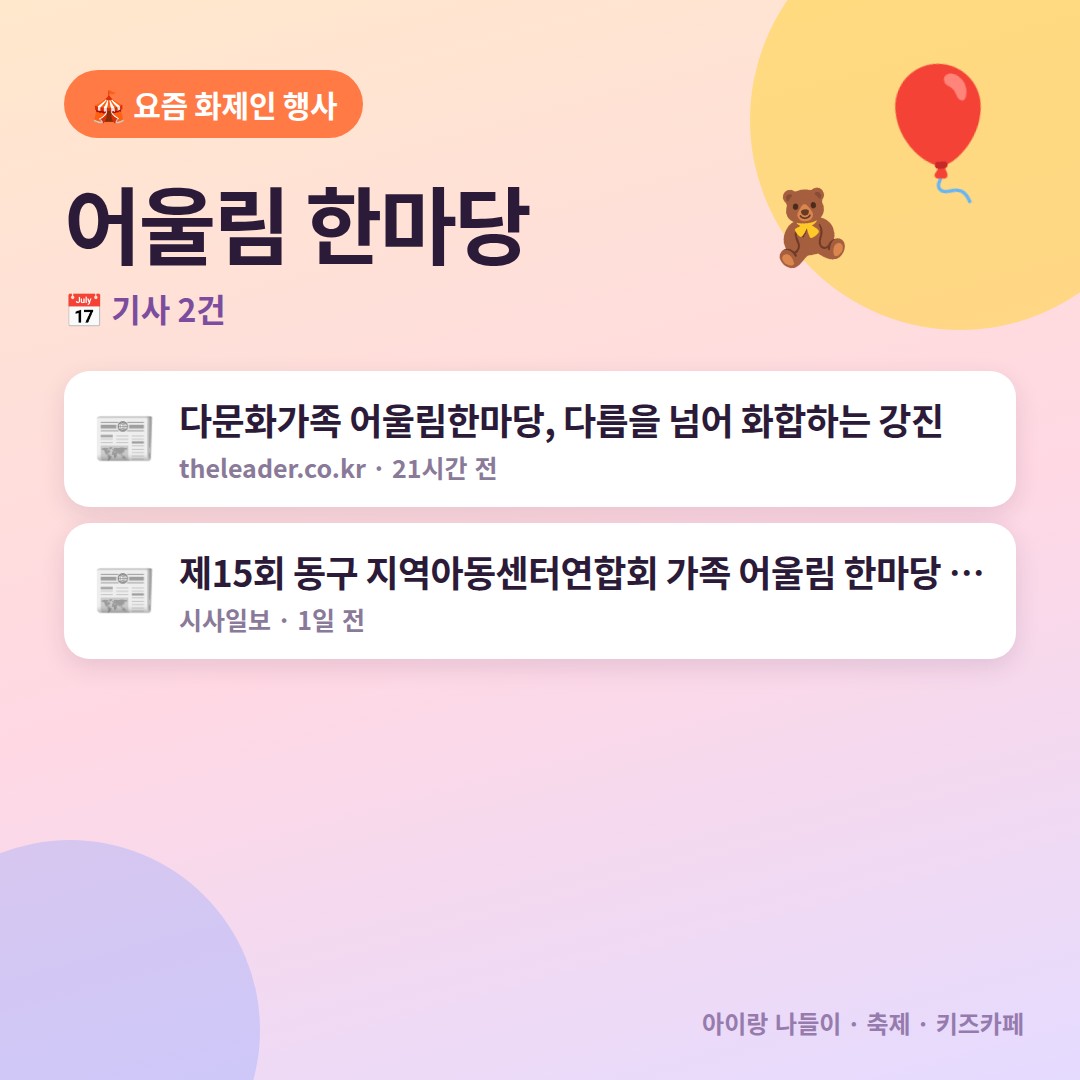 🎪 요즘 화제인 행사
어울림 한마당
📅 기사 2건
다문화가족 어울림한마당, 다름을 넘어 화합하는 강진
theleader.co.kr · 21시간 전
제15회 동구 지역아동센터연합회 가족 어울림 한마당 …
시사일보 · 1일 전
아이랑 나들이 · 축제 · 키즈카페